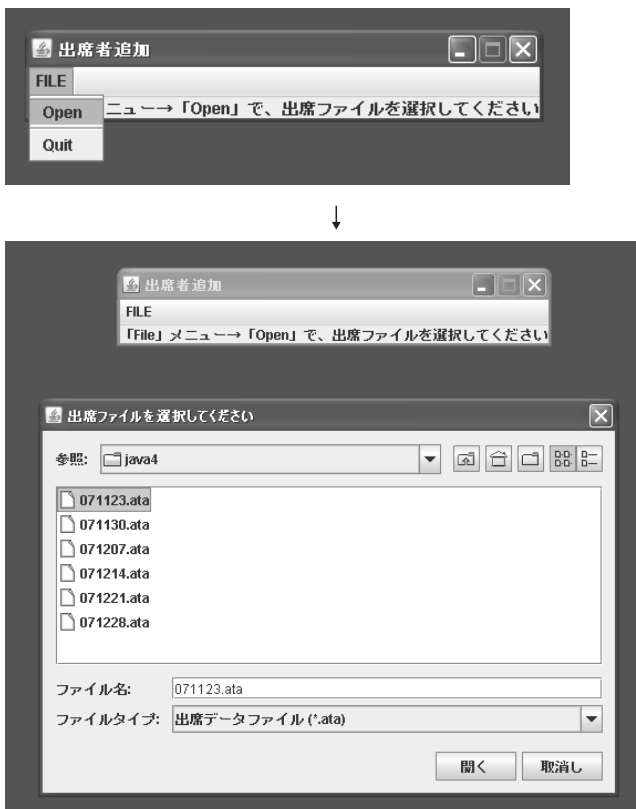 出席者追加
FILE
Open ニュー→「Open」で、出席ファイルを選択してください
Quit
↓
出席者追加
FILE
「File」メニュー→「Open」で、出席ファイルを選択してください
出席ファイルを選択してください
参照: java4
071123.ata
071130.ata
071207.ata
071214.ata
071221.ata
071228.ata
ファイル名: 071123.ata
ファイルタイプ: 出席データファイル (*.ata)
開く 取消し